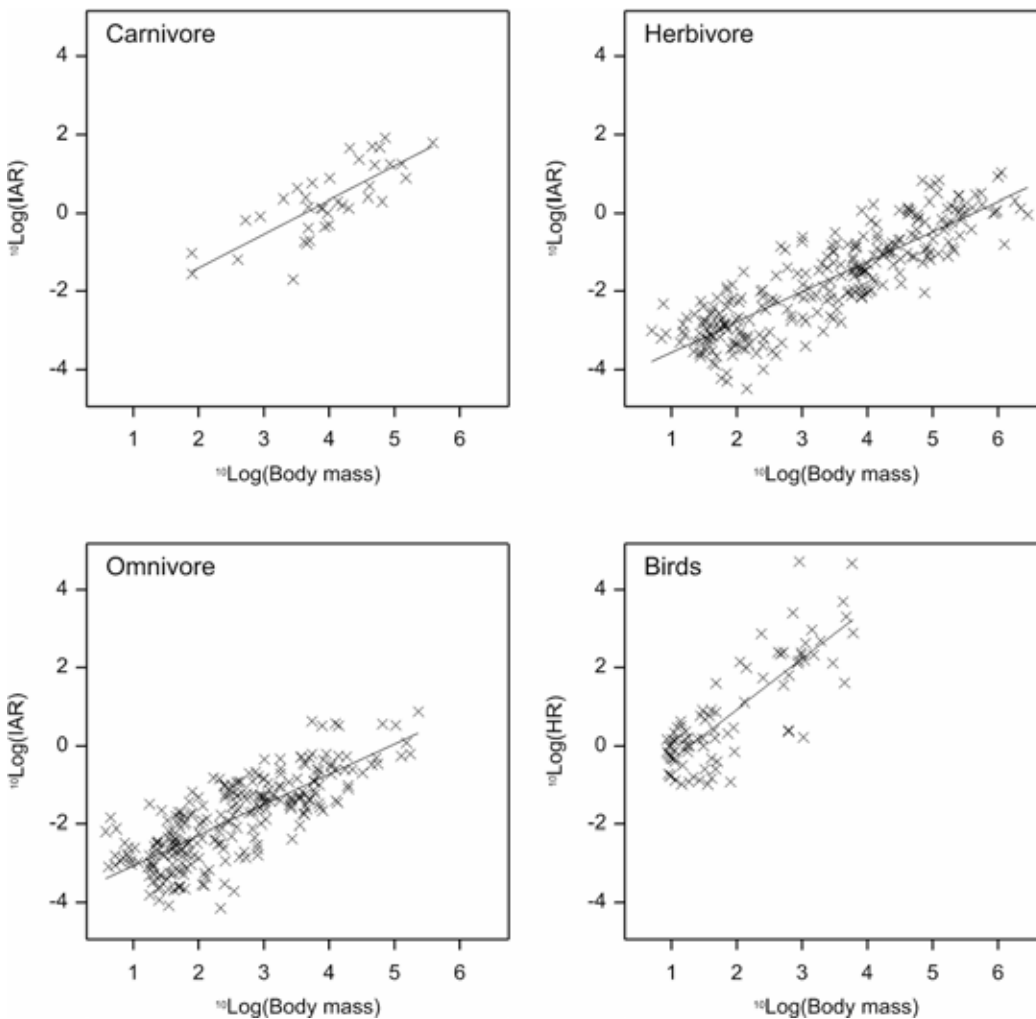 Carnivore
4
2
0
-2
-4
¹⁰Log(IAR)
1 2 3 4 5 6
¹⁰Log(Body mass)
Herbivore
4
2
0
-2
-4
¹⁰Log(IAR)
1 2 3 4 5 6
¹⁰Log(Body mass)
Omnivore
4
2
0
-2
-4
¹⁰Log(IAR)
1 2 3 4 5 6
¹⁰Log(Body mass)
Birds
4
2
0
-2
-4
¹⁰Log(HR)
1 2 3 4 5 6
¹⁰Log(Body mass)